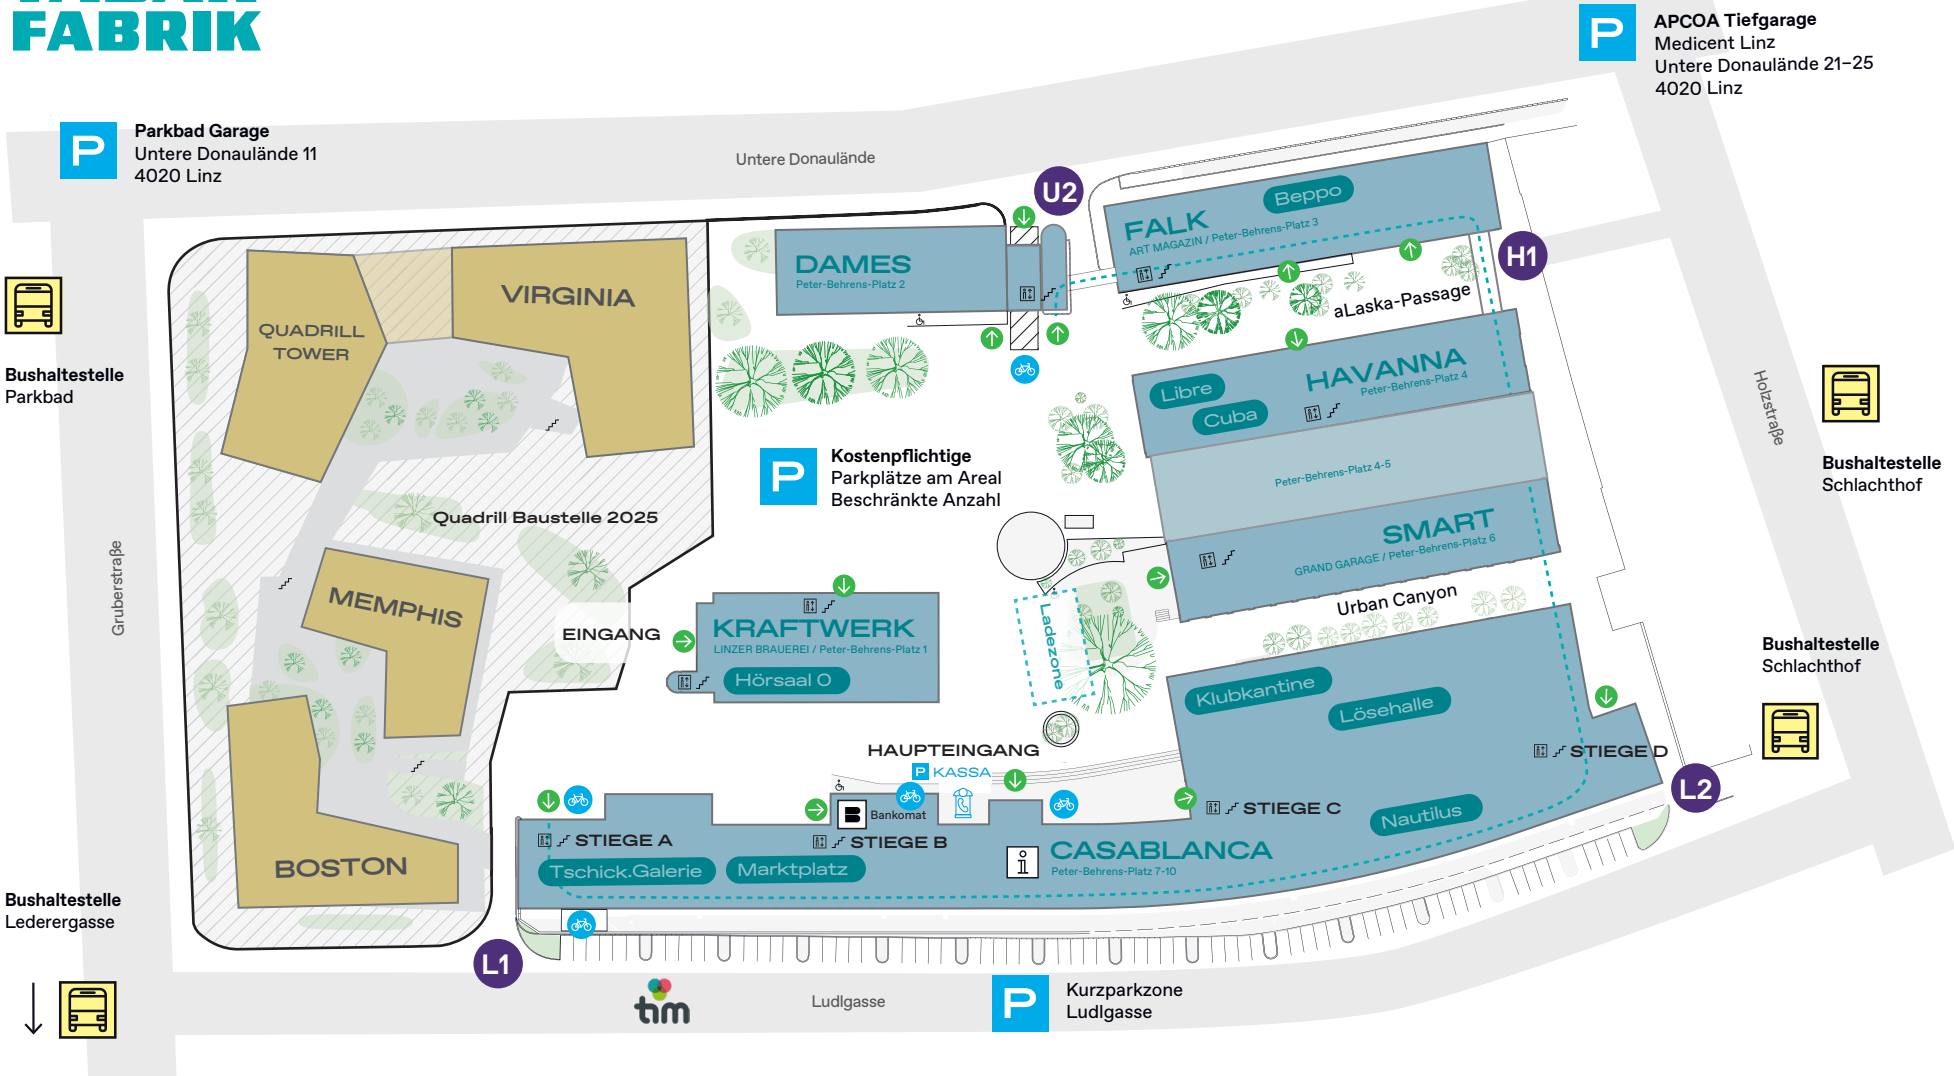 FABRIK
P
APCOA Tiefgarage
Medicent Linz
Untere Donaulände 21–25
4020 Linz
P
Parkbad Garage
Untere Donaulände 11
4020 Linz
Untere Donaulände
U2
Beppo
FALK
ART MAGAZIN / Peter-Behrens-Platz 3
H1
DAMES
Peter-Behrens-Platz 2
VIRGINIA
QUADRILL
TOWER
aLaska-Passage
HAVANNA
Peter-Behrens-Platz 4
Libre
Cuba
Bushaltestelle
Parkbad
Holzstraße
Bushaltestelle
Schlachthof
P
Kostenpflichtige
Parkplätze am Areal
Beschränkte Anzahl
Peter-Behrens-Platz 4-5
Quadrill Baustelle 2025
SMART
GRAND GARAGE / Peter-Behrens-Platz 6
Gruberstraße
MEMPHIS
Urban Canyon
Ladezone
EINGANG
KRAFTWERK
LINZER BRAUEREI / Peter-Behrens-Platz 1
Hörsaal O
Klubkantine
Lösehalle
Bushaltestelle
Schlachthof
HAUPTEINGANG
P KASSA
STIEGE D
L2
Bankomat
STIEGE C
Nautilus
STIEGE A
STIEGE B
CASABLANCA
Peter-Behrens-Platz 7-10
i
Tschick.Galerie
Marktplatz
BOSTON
Bushaltestelle
Lederergasse
L1
tim
Ludlgasse
P
Kurzparkzone
Ludlgasse